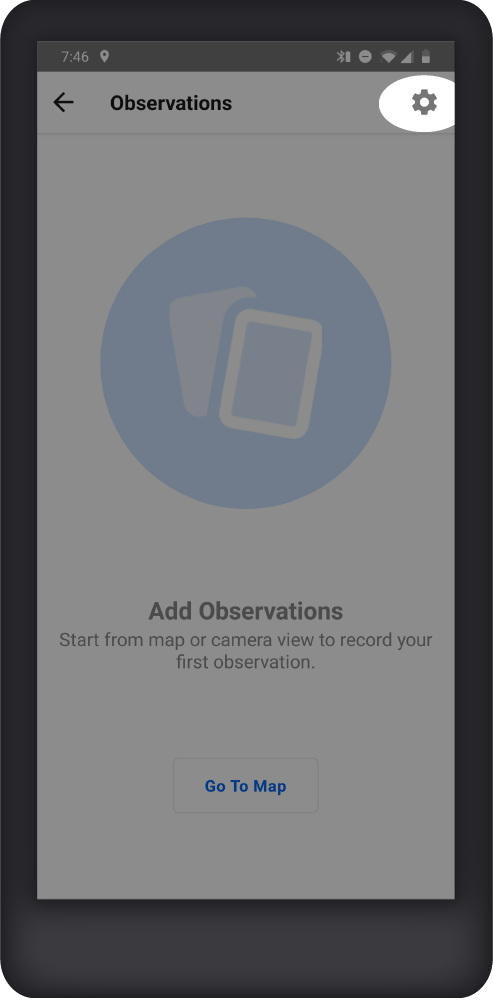 7:46
Observations
Add Observations
Start from map or camera view to record your
first observation.
Go To Map